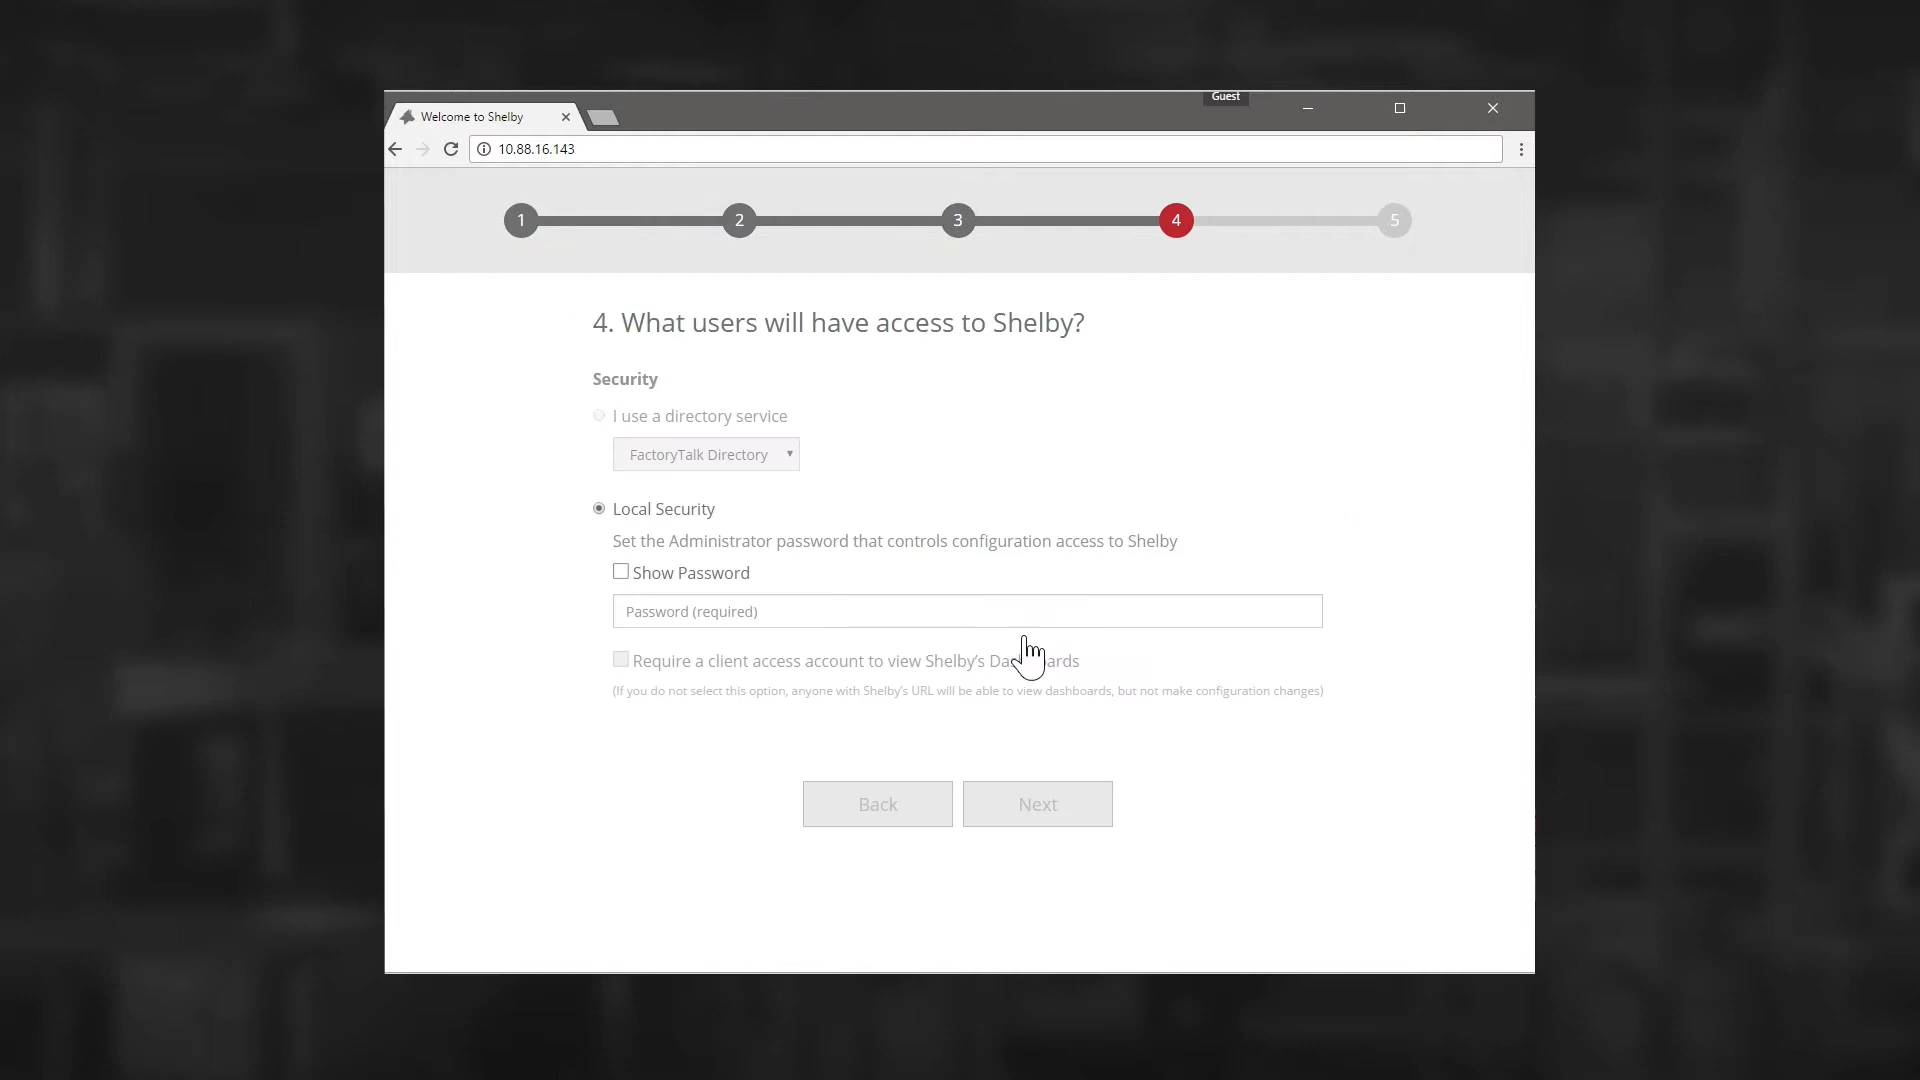 Guest
Welcome to Shelby
10.88.16.143
1 2 3 4 5
4. What users will have access to Shelby?
Security
I use a directory service
FactoryTalk Directory
Local Security
Set the Administrator password that controls configuration access to Shelby
Show Password
Password (required)
Require a client access account to view Shelby’s
(If you do not select this option, anyone with Shelby’s URL will be able to view dashboards, but not make configuration changes)
Back Next